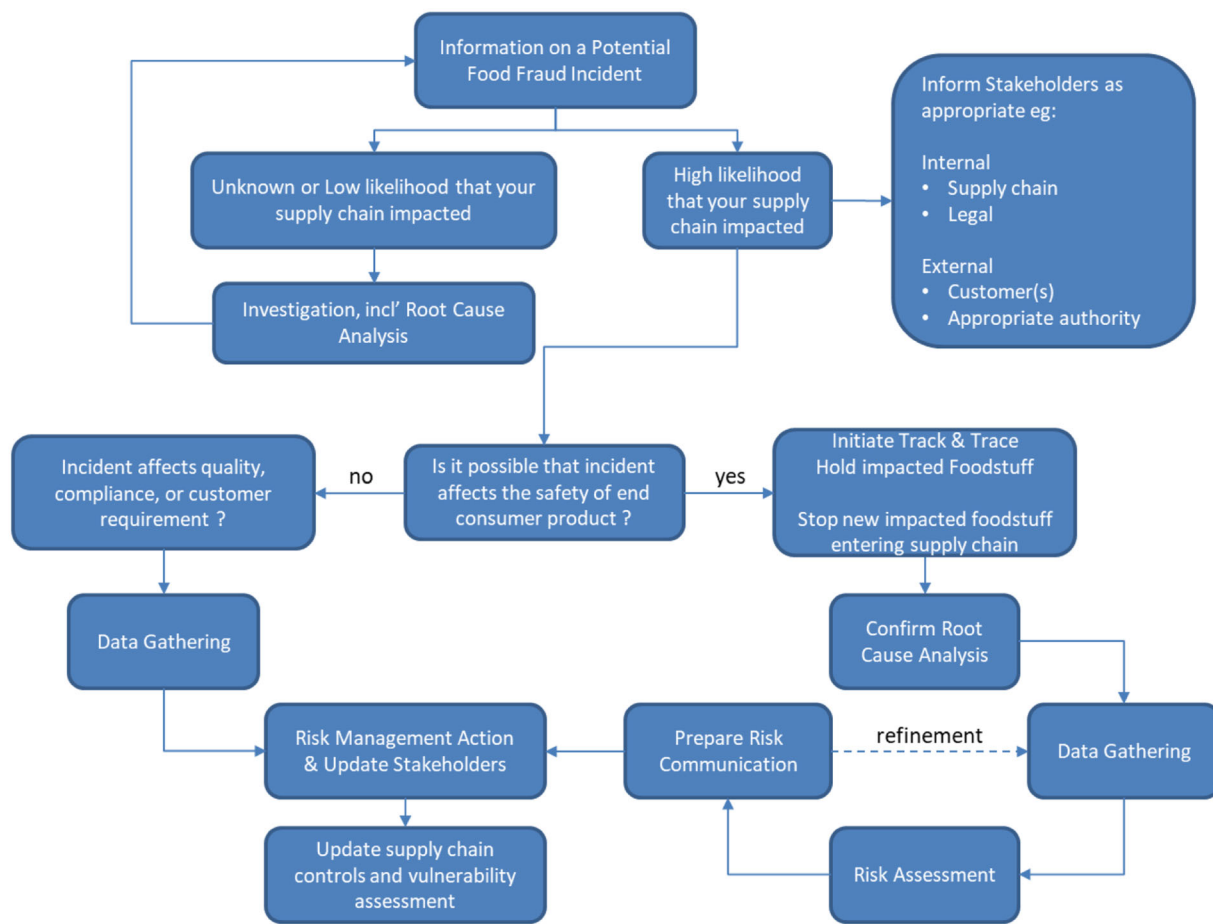 Information on a Potential
Food Fraud Incident
Inform Stakeholders as
appropriate eg:
Internal
• Supply chain
• Legal
External
• Customer(s)
• Appropriate authority
Unknown or Low likelihood that your
supply chain impacted
High likelihood
that your supply
chain impacted
Investigation, incl’ Root Cause
Analysis
Incident affects quality,
compliance, or customer
requirement ?
no
Is it possible that incident
affects the safety of end
consumer product ?
yes
Initiate Track & Trace
Hold impacted Foodstuff
Stop new impacted foodstuff
entering supply chain
Data Gathering
Confirm Root
Cause Analysis
Risk Management Action
& Update Stakeholders
Prepare Risk
Communication
refinement
Data Gathering
Update supply chain
controls and vulnerability
assessment
Risk Assessment